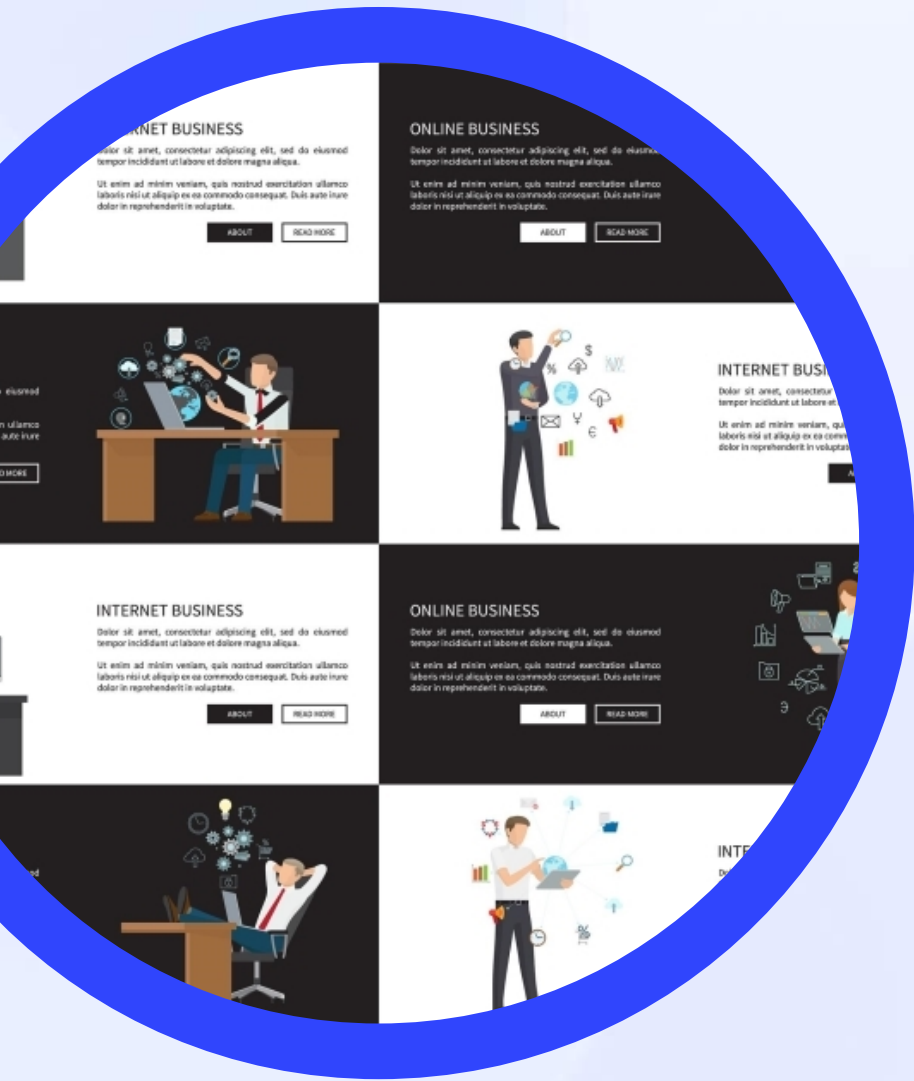 RNET BUSINESS
sit amet, consectetur adipiscing elit, sed do eiusmod
tempor incididunt ut labore et dolore magna aliqua.
Ut enim ad minim veniam, quis nostrud exercitation ullamco
laboris nisi ut aliquip ex ea commodo consequat. Duis aute irure
dolor in reprehenderit in voluptate.
ABOUT
READ MORE
ONLINE BUSINESS
Dolor sit amet, consectetur adipiscing elit, sed do eiusmod
tempor incididunt ut labore et dolore magna aliqua.
Ut enim ad minim veniam, quis nostrud exercitation ullamco
laboris nisi ut aliquip ex ea commodo consequat. Duis aute irure
dolor in reprehenderit in voluptate.
ABOUT
READ MORE
eiusmod
ullamco
aute irure
MORE
$
%
¥
€
INTERNET BUSI
Dolor sit amet, consectetur
tempor incididunt ut labore et
Ut enim ad minim veniam, qu
laboris nisi ut aliquip ex ea comm
dolor in reprehenderit in voluptat
INTERNET BUSINESS
Dolor sit amet, consectetur adipiscing elit, sed do eiusmod
tempor incididunt ut labore et dolore magna aliqua.
Ut enim ad minim veniam, quis nostrud exercitation ullamco
laboris nisi ut aliquip ex ea commodo consequat. Duis aute irure
dolor in reprehenderit in voluptate.
ABOUT
READ MORE
ONLINE BUSINESS
Dolor sit amet, consectetur adipiscing elit, sed do eiusmod
tempor incididunt ut labore et dolore magna aliqua.
Ut enim ad minim veniam, quis nostrud exercitation ullamco
laboris nisi ut aliquip ex ea commodo consequat. Duis aute irure
dolor in reprehenderit in voluptate.
ABOUT
READ MORE
INTE